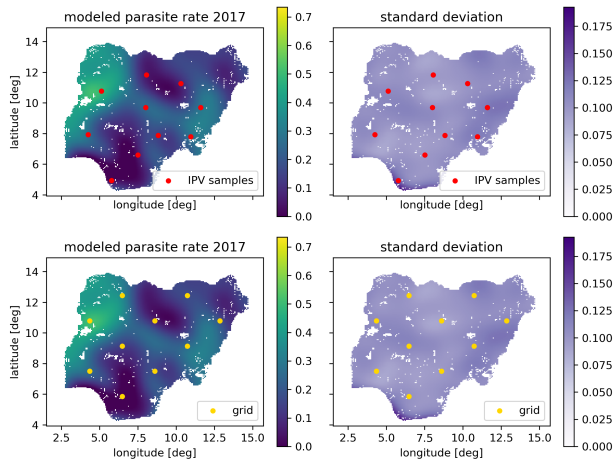 modeled parasite rate 2017
standard deviation
latitude [deg]
14
12
10
8
6
4
IPV samples
IPV samples
longitude [deg]
longitude [deg]
0.7
0.6
0.5
0.4
0.3
0.2
0.1
0.0
0.175
0.150
0.125
0.100
0.075
0.050
0.025
0.000
modeled parasite rate 2017
standard deviation
latitude [deg]
14
12
10
8
6
4
grid
grid
2.5 5.0 7.5 10.0 12.5 15.0
2.5 5.0 7.5 10.0 12.5 15.0
longitude [deg]
longitude [deg]
0.7
0.6
0.5
0.4
0.3
0.2
0.1
0.0
0.175
0.150
0.125
0.100
0.075
0.050
0.025
0.000